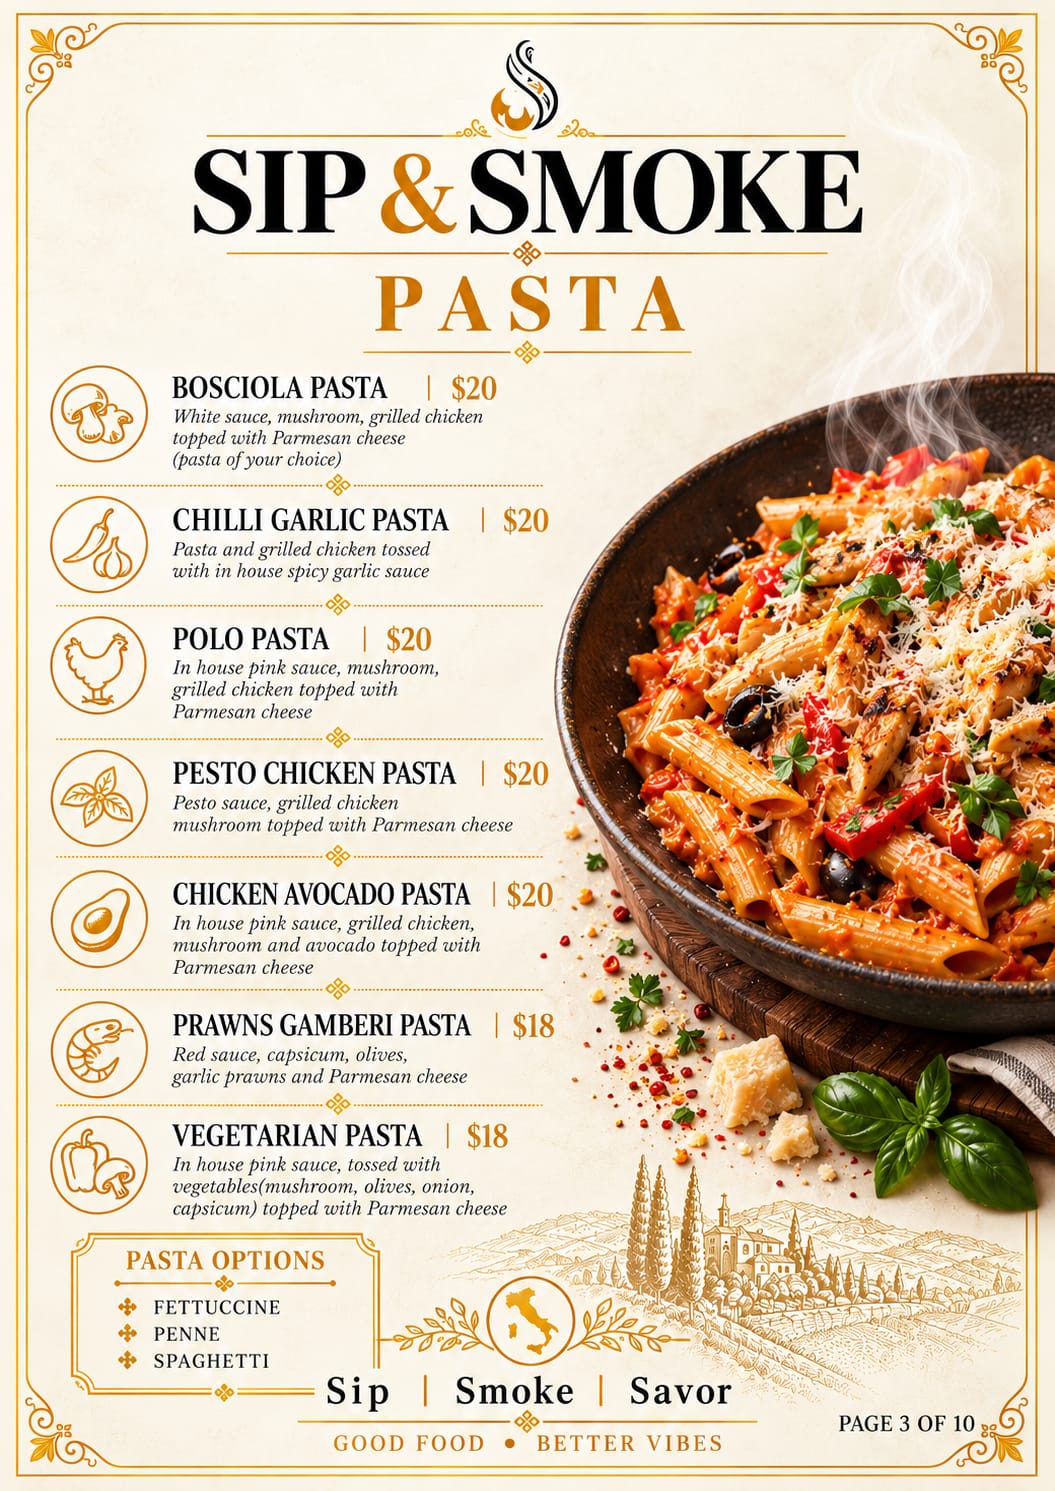 SIP & SMOKE
PASTA
BOSCIOLA PASTA | $20
White sauce, mushroom, grilled chicken
topped with Parmesan cheese
(pasta of your choice)
CHILLI GARLIC PASTA | $20
Pasta and grilled chicken tossed
with in house spicy garlic sauce
POLO PASTA | $20
In house pink sauce, mushroom,
grilled chicken topped with
Parmesan cheese
PESTO CHICKEN PASTA | $20
Pesto sauce, grilled chicken
mushroom topped with Parmesan cheese
CHICKEN AVOCADO PASTA | $20
In house pink sauce, grilled chicken,
mushroom and avocado topped with
Parmesan cheese
PRAWNS GAMBERI PASTA | $18
Red sauce, capsicum, olives,
garlic prawns and Parmesan cheese
VEGETARIAN PASTA | $18
In house pink sauce, tossed with
vegetables(mushroom, olives, onion,
capsicum) topped with Parmesan cheese
PASTA OPTIONS
FETTUCCINE
PENNE
SPAGHETTI
Sip | Smoke | Savor
GOOD FOOD • BETTER VIBES
PAGE 3 OF 10